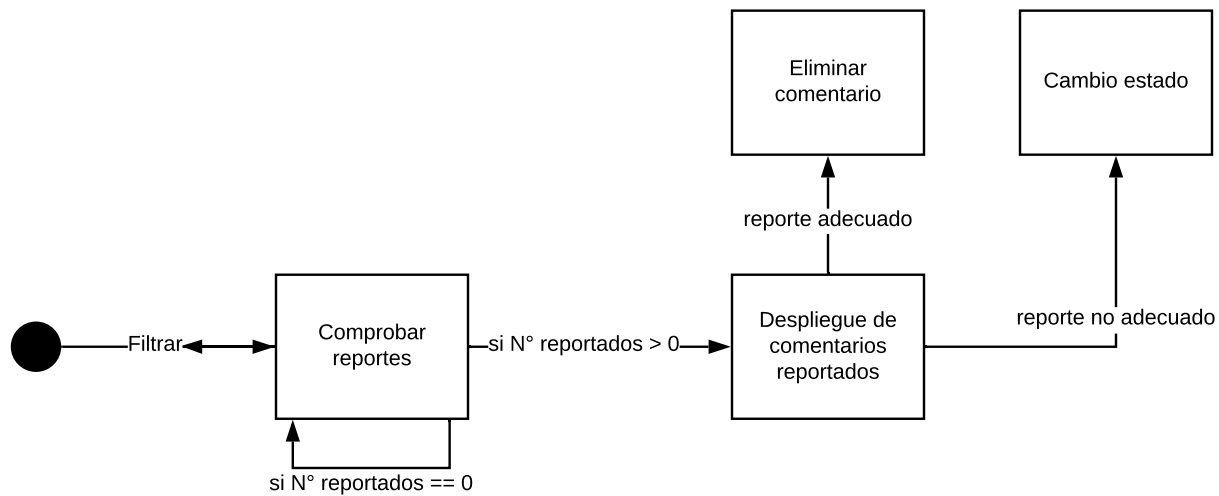 Eliminar
comentario
Cambio estado
reporte adecuado
reporte no adecuado
Filtrar
Comprobar
reportes
si N° reportados > 0
Despliegue de
comentarios
reportados
si N° reportados == 0